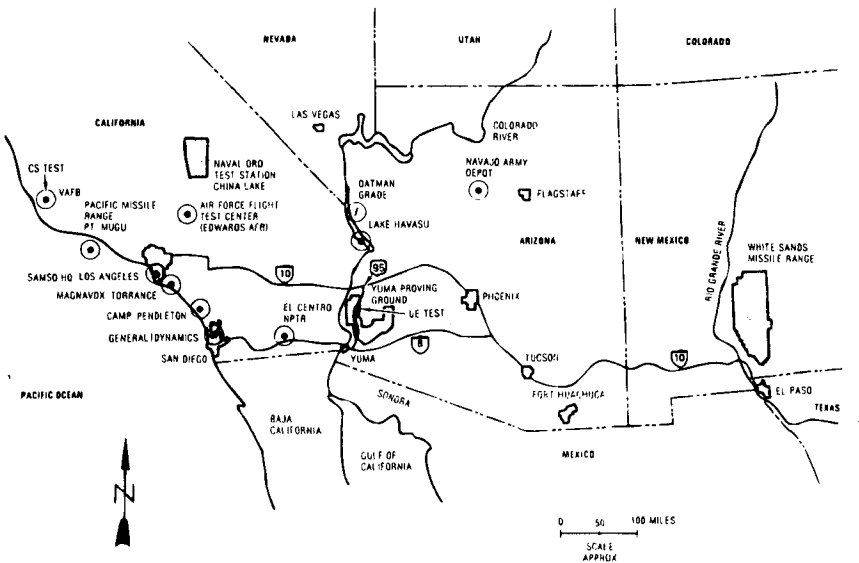 NEVADA
UTAH
COLORADO
LAS VEGAS
COLORADO
RIVER
CALIFORNIA
CS TEST
VAFB
NAVAL ORD
TEST STATION
CHINA LAKE
OATMAN
GRADE
NAVAJO ARMY
DEPOT
FLAGSTAFF
PACIFIC MISSILE
RANGE
PT. MUGU
AIR FORCE FLIGHT
TEST CENTER
(EDWARDS AFB)
LAKE HAVASU
ARIZONA
NEW MEXICO
RIO GRANDE RIVER
WHITE SANDS
MISSILE RANGE
SAMSO HQ
LOS ANGELES
10
95
MAGNAVOX TORRANCE
YUMA PROVING
GROUND
UE TEST
PHOENIX
CAMP PENDLETON
EL CENTRO
NPTR
GENERAL DYNAMICS
SAN DIEGO
YUMA
8
TUCSON
10
PACIFIC OCEAN
SONORA
FORT HUACHUCA
EL PASO
TEXAS
BAJA
CALIFORNIA
GULF OF
CALIFORNIA
MEXICO
N
0 50 100 MILES
SCALE
APPROX